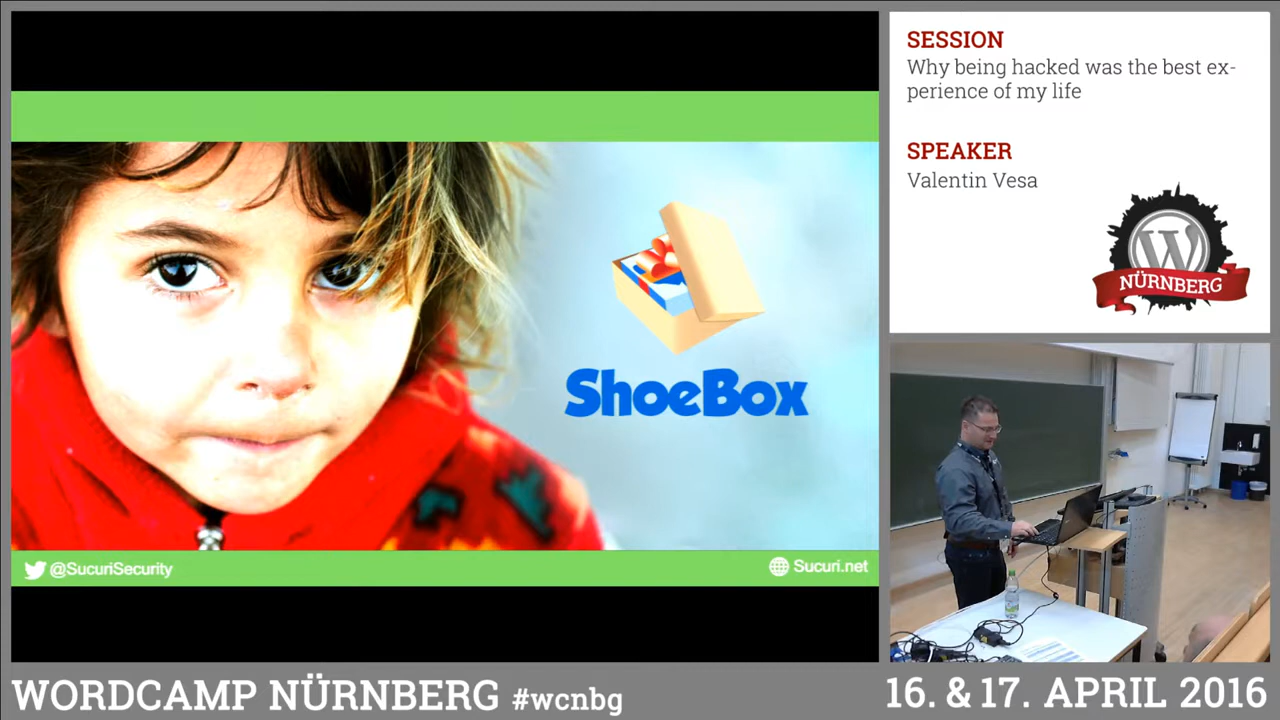 ShoeBox
@SucuriSecurity
Sucuri.net
SESSION
Why being hacked was the best ex-
perience of my life
SPEAKER
Valentin Vesa
NÜRNBERG
WORDCAMP NÜRNBERG #wcnbg
16. & 17. APRIL 2016